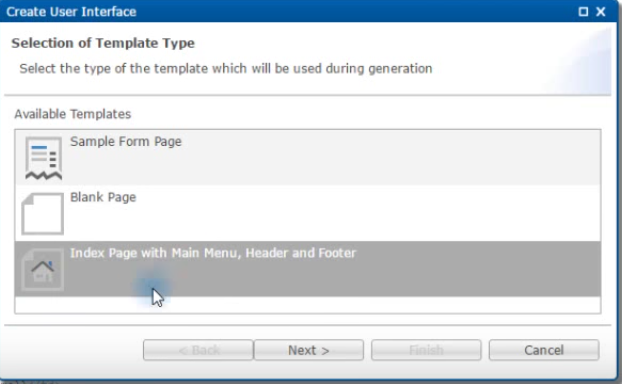 Create User Interface
Selection of Template Type
Select the type of the template which will be used during generation
Available Templates
Sample Form Page
Blank Page
Index Page with Main Menu, Header and Footer
< Back
Next >
Finish
Cancel